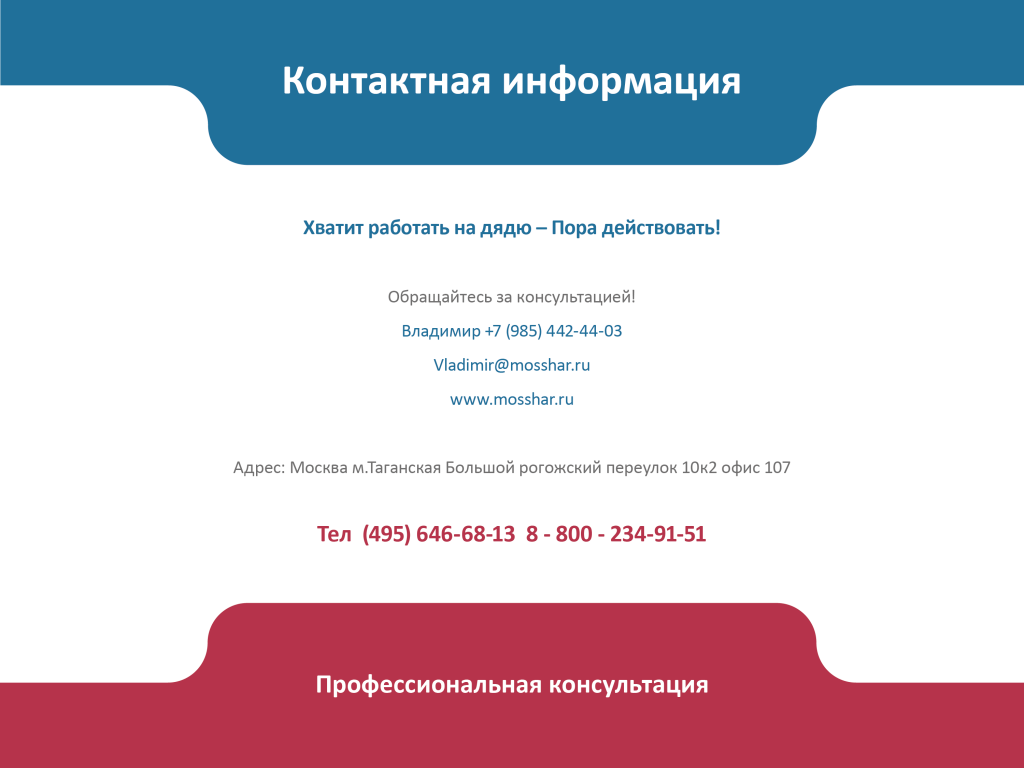 Контактная информация
Хватит работать на дядю – Пора действовать!
Обращайтесь за консультацией!
Владимир +7 (985) 442-44-03
Vladimir@mosshar.ru
www.mosshar.ru
Адрес: Москва м.Таганская Большой рогожский переулок 10к2 офис 107
Тел  (495) 646-68-13  8 - 800 - 234-91-51
Профессиональная консультация